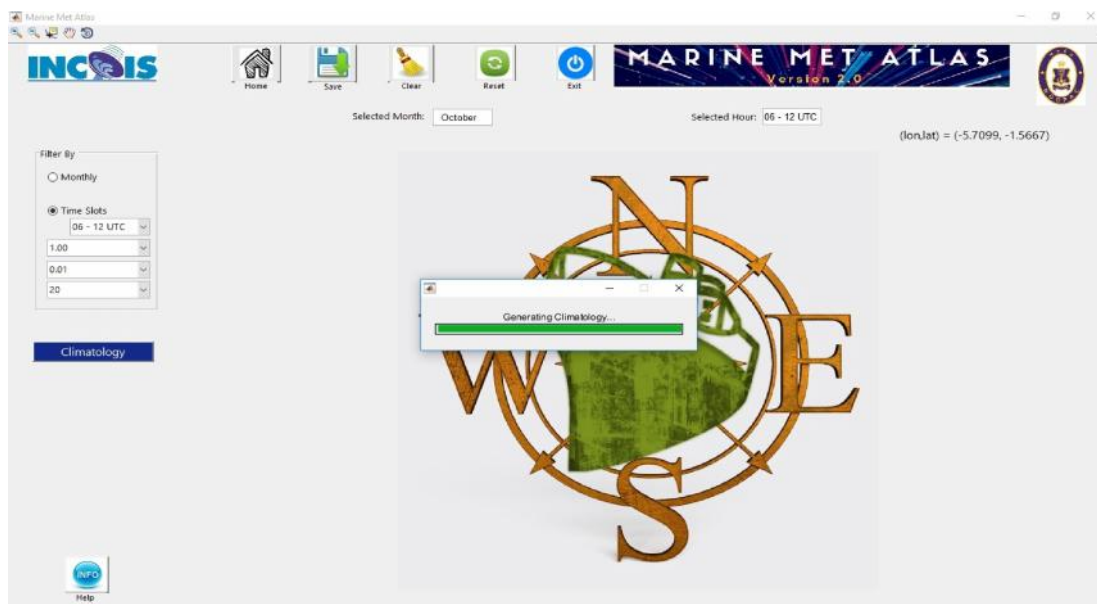 Marine Met Atlas
INCOIS
Home
Save
Clear
Reset
Exit
MARINE MET ATLAS
Version 2.0
Selected Month: October
Selected Hour: 06 - 12 UTC
(lon,lat) = (-5.7099, -1.5667)
Filter By
Monthly
Time Slots
06 - 12 UTC
1.00
0.01
20
Climatology
Generating Climatology...
N
W
E
S
INFO
Help